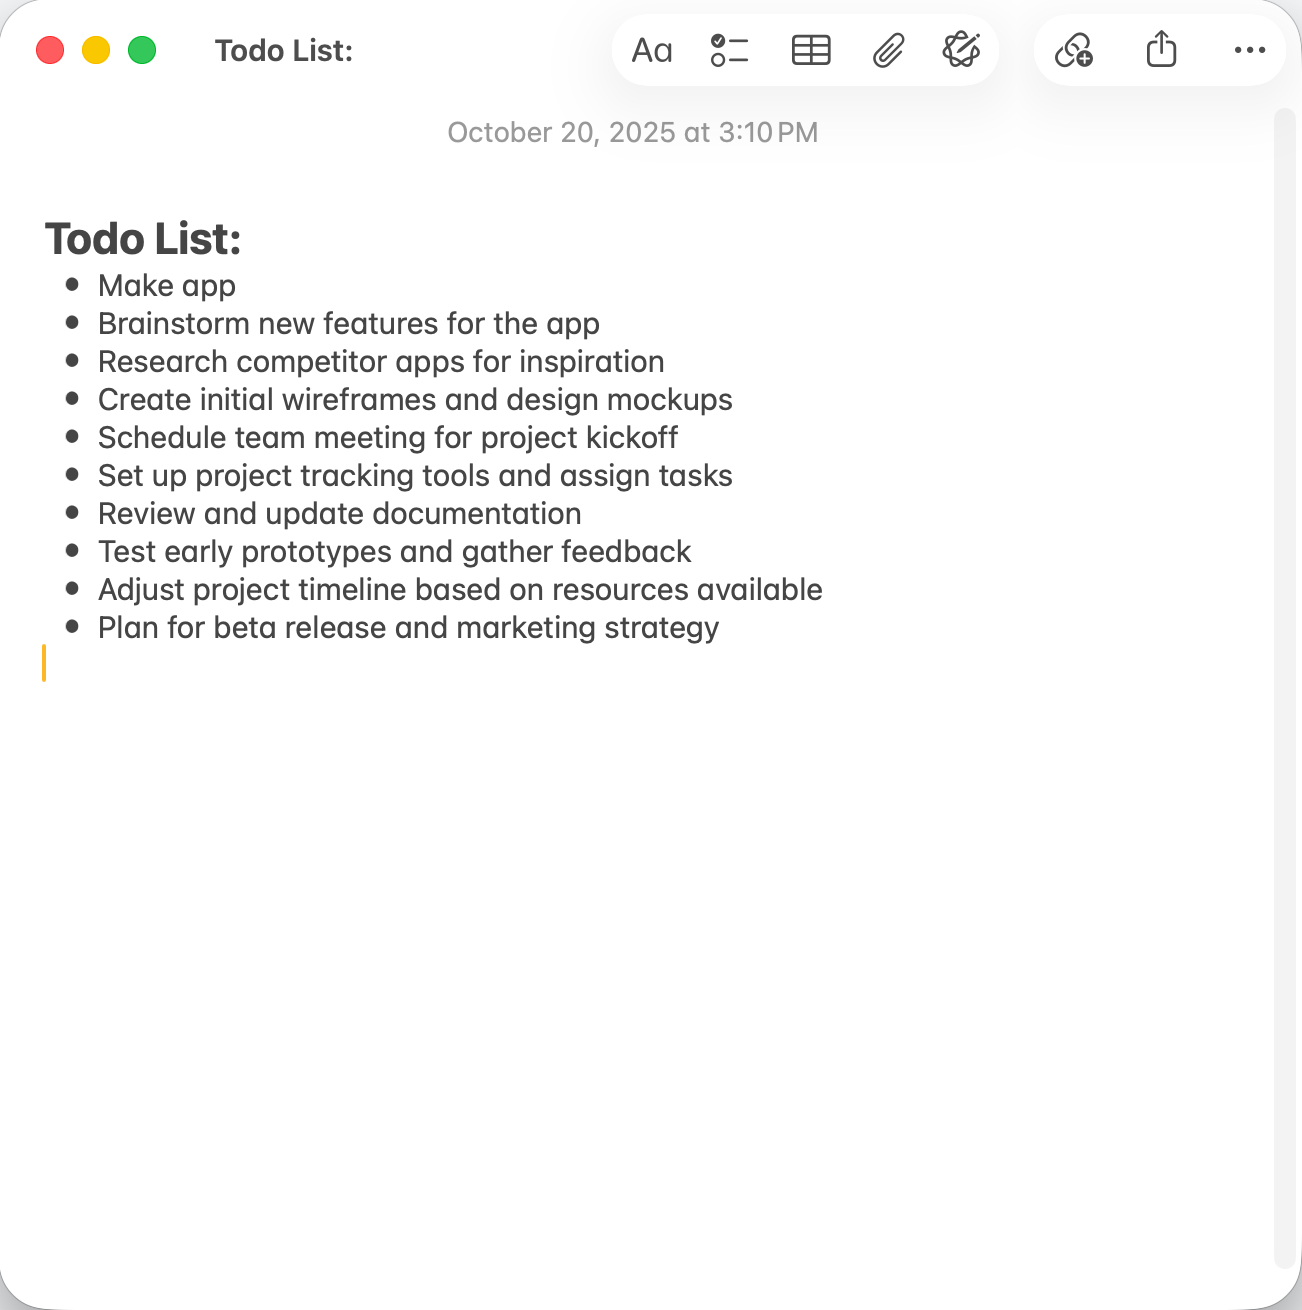 Todo List:
Aa
October 20, 2025 at 3:10 PM
Todo List:
• Make app
• Brainstorm new features for the app
• Research competitor apps for inspiration
• Create initial wireframes and design mockups
• Schedule team meeting for project kickoff
• Set up project tracking tools and assign tasks
• Review and update documentation
• Test early prototypes and gather feedback
• Adjust project timeline based on resources available
• Plan for beta release and marketing strategy